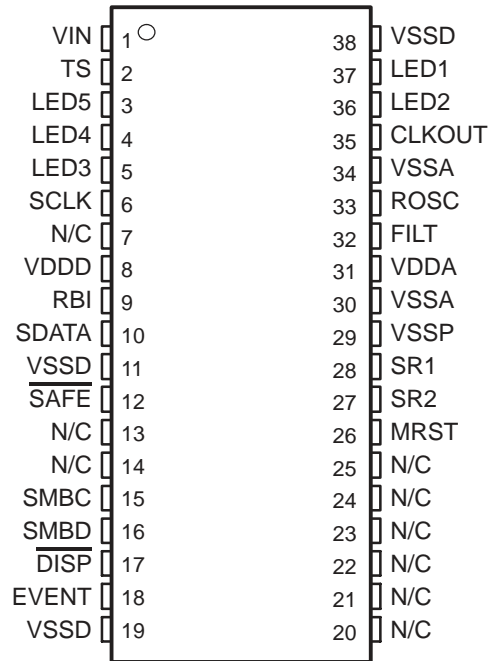 VIN 1 38 VSSD
TS 2 37 LED1
LED5 3 36 LED2
LED4 4 35 CLKOUT
LED3 5 34 VSSA
SCLK 6 33 ROSC
N/C 7 32 FILT
VDDD 8 31 VDDA
RBI 9 30 VSSA
SDATA 10 29 VSSP
VSSD 11 28 SR1
SAFE 12 27 SR2
N/C 13 26 MRST
N/C 14 25 N/C
SMBC 15 24 N/C
SMBD 16 23 N/C
DISP 17 22 N/C
EVENT 18 21 N/C
VSSD 19 20 N/C